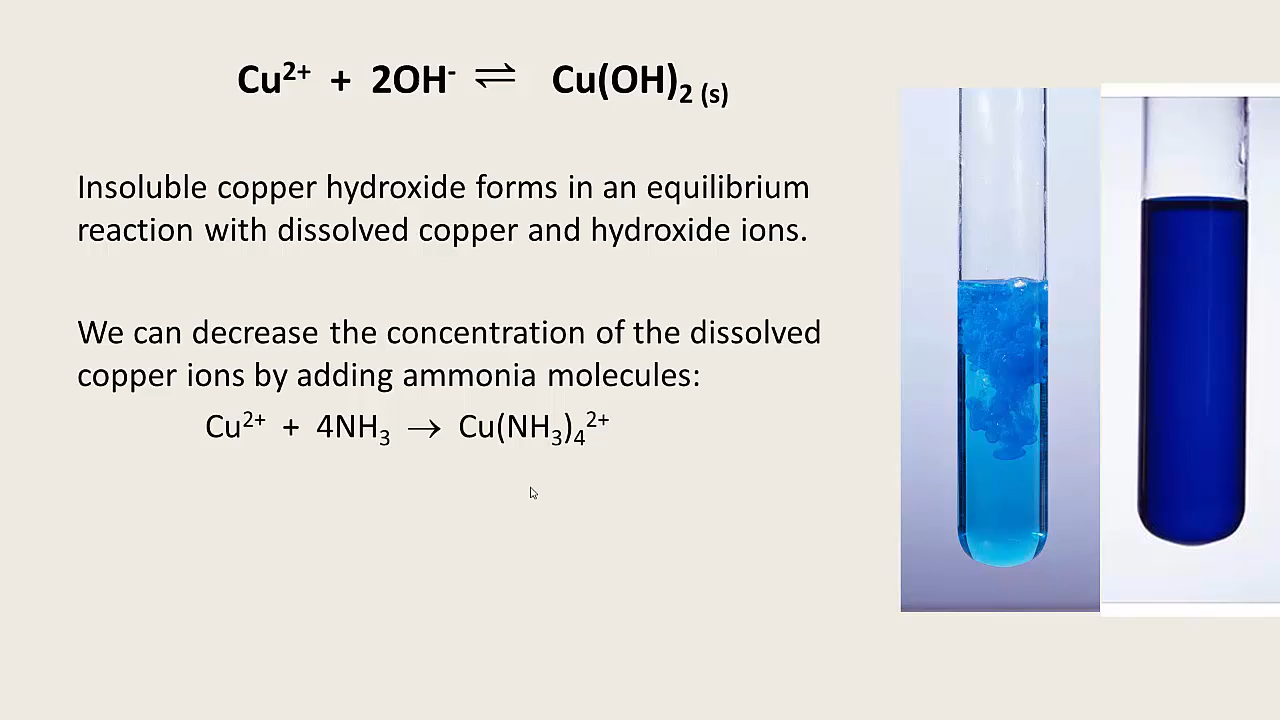 Cu²⁺ + 2OH⁻ ⇌ Cu(OH)₂ ₍ₛ₎
Insoluble copper hydroxide forms in an equilibrium
reaction with dissolved copper and hydroxide ions.
We can decrease the concentration of the dissolved
copper ions by adding ammonia molecules:
Cu²⁺ + 4NH₃ → Cu(NH₃)₄²⁺